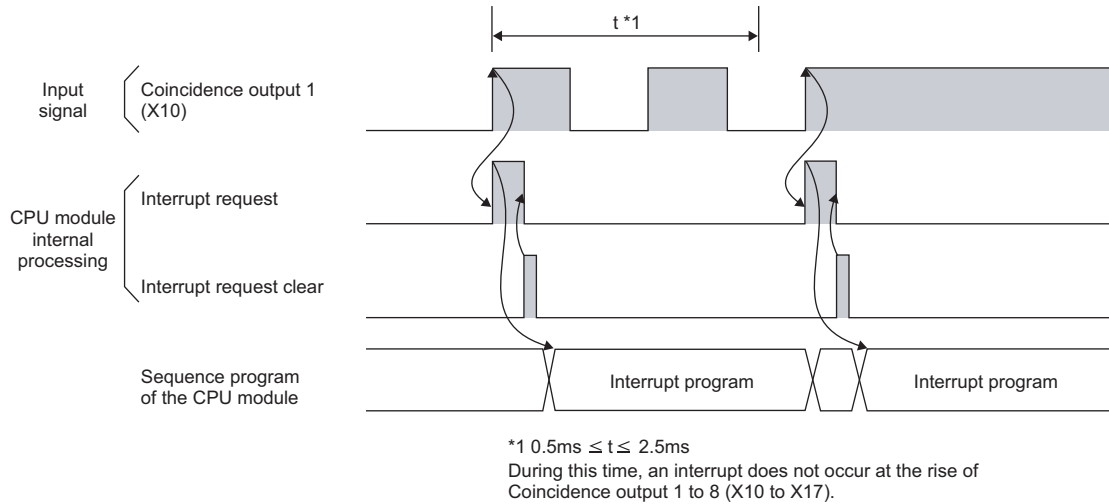 t *1
Input
signal
Coincidence output 1
(X10)
CPU module
internal
processing
Interrupt request
Interrupt request clear
Sequence program
of the CPU module
Interrupt program
Interrupt program
*1 0.5ms ≤ t ≤ 2.5ms
During this time, an interrupt does not occur at the rise of
Coincidence output 1 to 8 (X10 to X17).